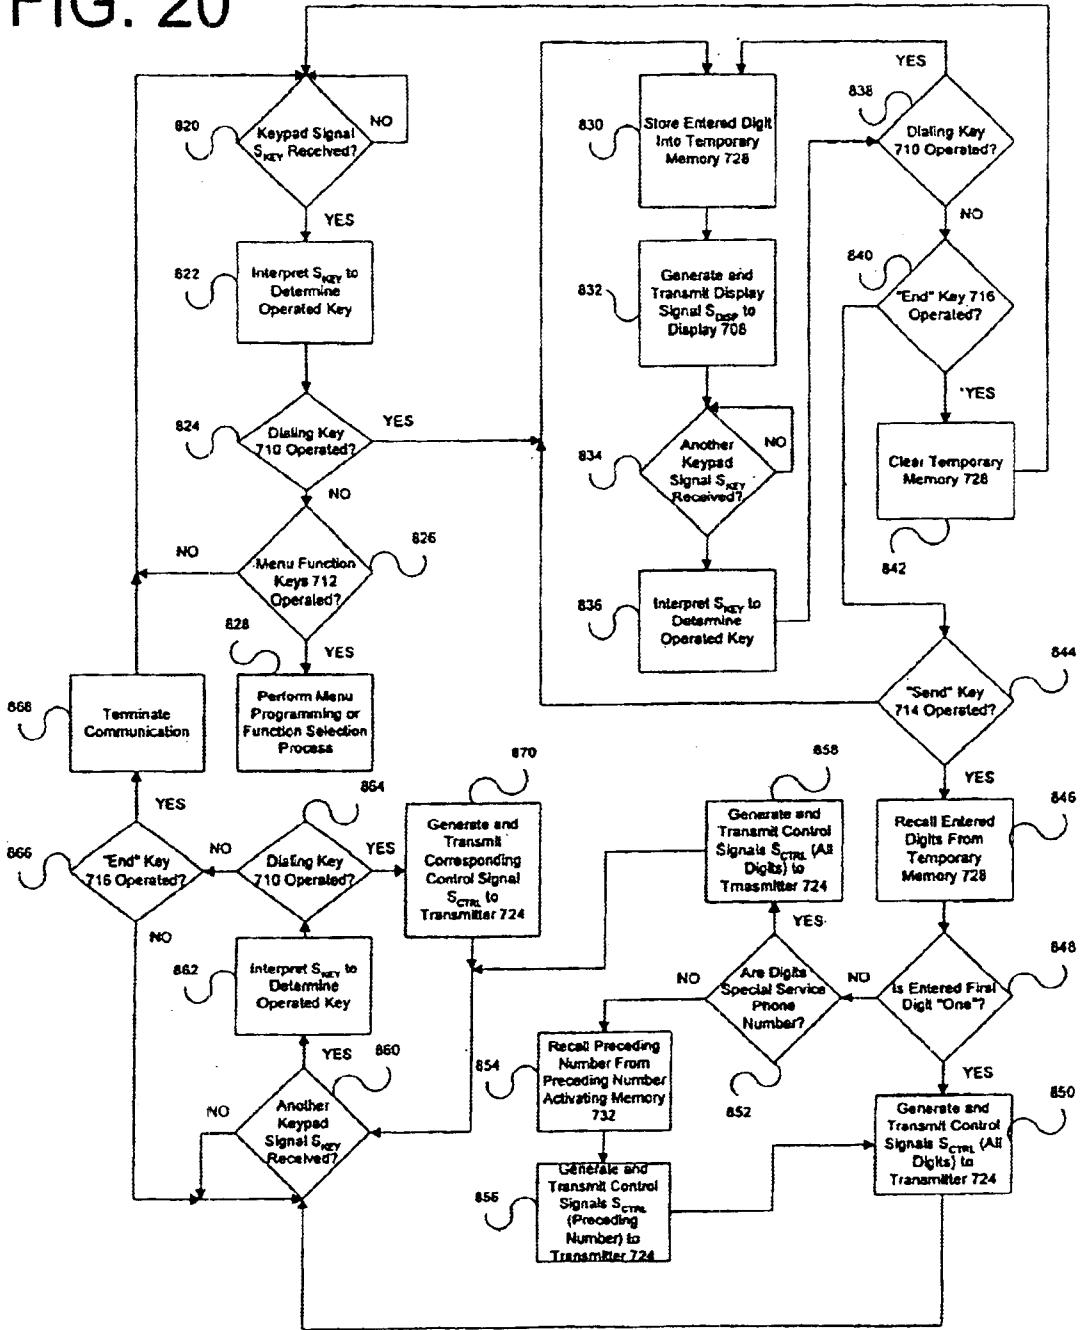 FIG. 20
820
Keypad Signal
S_KEY Received?
NO
YES
822
Interpret S_KEY to
Determine
Operated Key
824
Dialing Key
710 Operated?
YES
NO
826
Menu Function
Keys 712
Operated?
NO
YES
828
Perform Menu
Programming or
Function Selection
Process
830
Store Entered Digit
Into Temporary
Memory 728
832
Generate and
Transmit Display
Signal S_DISP to
Display 708
834
Another
Keypad
Signal S_KEY
Received?
NO
836
Interpret S_KEY to
Determine
Operated Key
838
Dialing Key
710 Operated?
YES
NO
840
"End" Key 716
Operated?
YES
Clear Temporary
Memory 728
842
844
"Send" Key
714 Operated?
YES
846
Recall Entered
Digits From
Temporary
Memory 728
848
Is Entered First
Digit "One"?
NO
YES
850
Generate and
Transmit Control
Signals S_CTRL (All
Digits) to
Transmitter 724
852
Are Digits
Special Service
Phone
Number?
YES
NO
858
Generate and
Transmit Control
Signals S_CTRL (All
Digits) to
Tmasmitter 724
854
Recall Preceding
Number From
Preceding Number
Activating Memory
732
856
Generate and
Transmit Control
Signals S_CTRL
(Preceding
Number) to
Transmitter 724
860
Another
Keypad
Signal S_KEY
Received?
NO
YES
862
Interpret S_KEY to
Determine
Operated Key
864
Dialing Key
710 Operated?
YES
NO
870
Generate and
Transmit
Corresponding
Control Signal
S_CTRL to
Transmitter 724
866
"End" Key
716 Operated?
YES
NO
868
Terminate
Communication